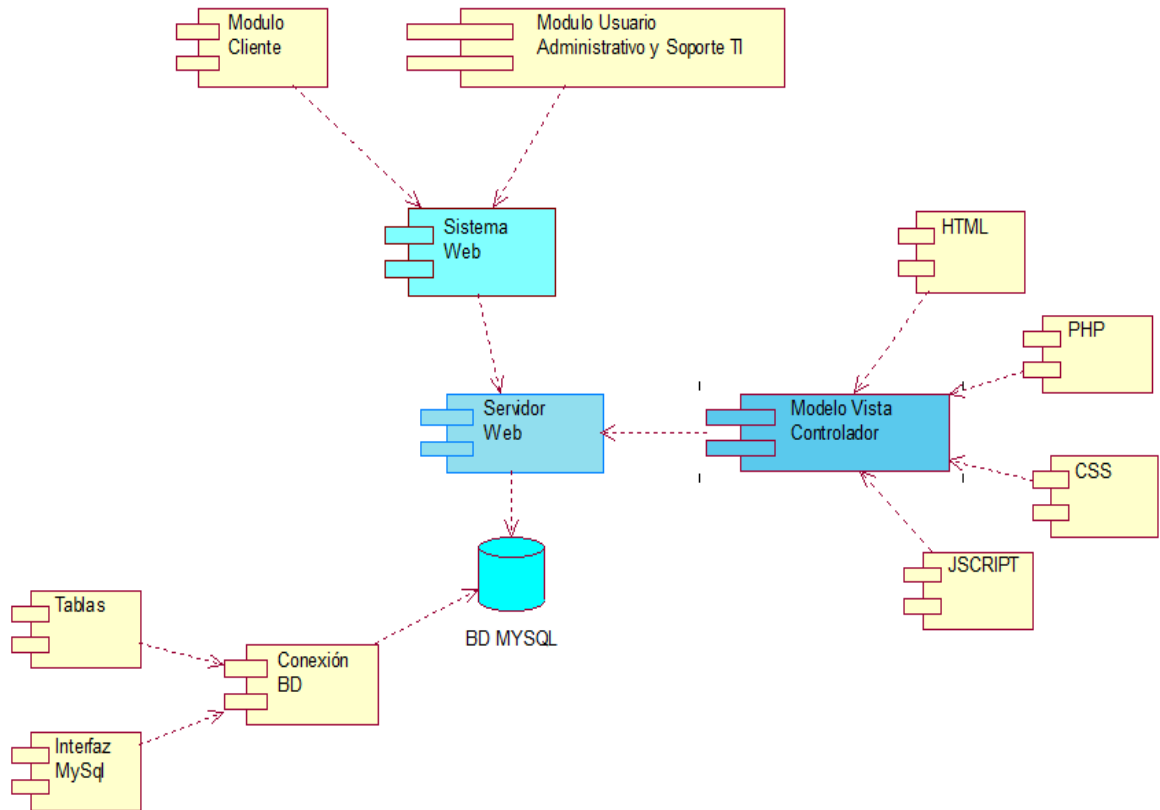 Modulo
Cliente
Modulo Usuario
Administrativo y Soporte TI
Sistema
Web
HTML
PHP
Servidor
Web
Modelo Vista
Controlador
CSS
JSCRIPT
BD MYSQL
Tablas
Conexión
BD
Interfaz
MySql